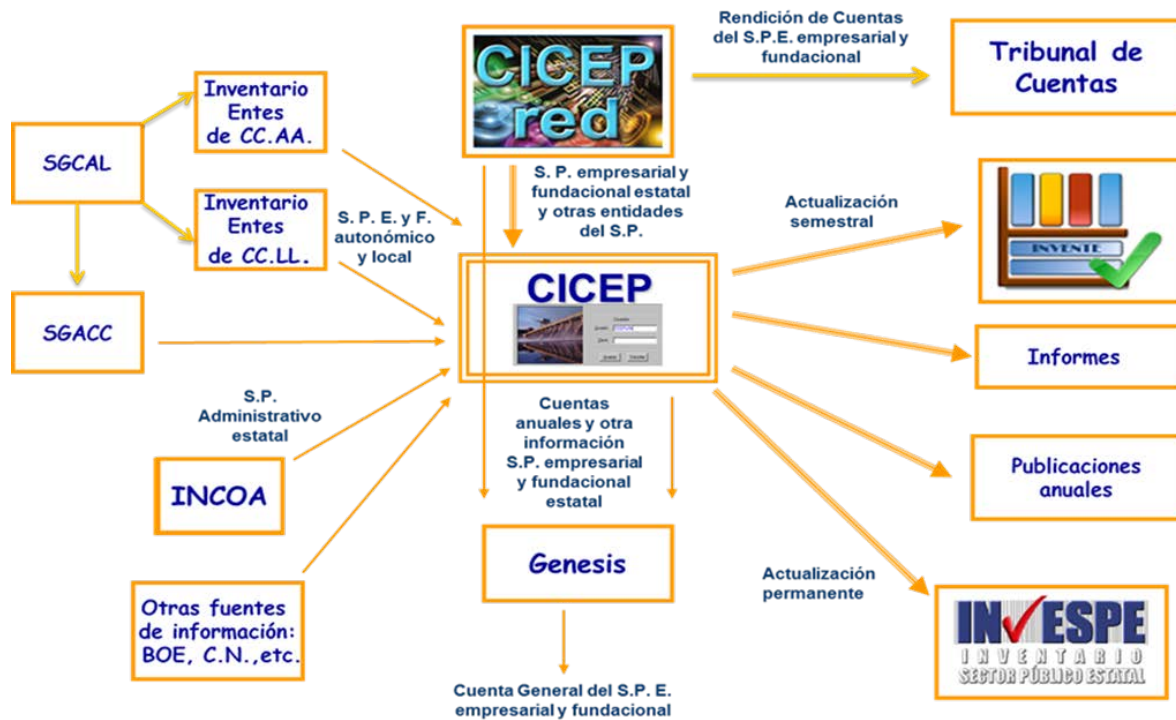 Rendición de Cuentas
del S.P.E. empresarial y
fundacional
Tribunal de
Cuentas
CICEP
red
Inventario
Entes
de CC.AA.
SGCAL
Inventario
Entes
de CC.LL.
S. P. E. y F.
autonómico
y local
S. P. empresarial y
fundacional estatal
y otras entidades
del S.P.
Actualización
semestral
INVENTE
CICEP
SGACC
Informes
S.P.
Administrativo
estatal
Cuentas
anuales y otra
información
S.P. empresarial
y fundacional
estatal
INCOA
Publicaciones
anuales
Genesis
Actualización
permanente
Otras fuentes
de información:
BOE, C.N.,etc.
INVESPE
INVENTARIO
SECTOR PÚBLICO ESTATAL
Cuenta General del S.P. E.
empresarial y fundacional